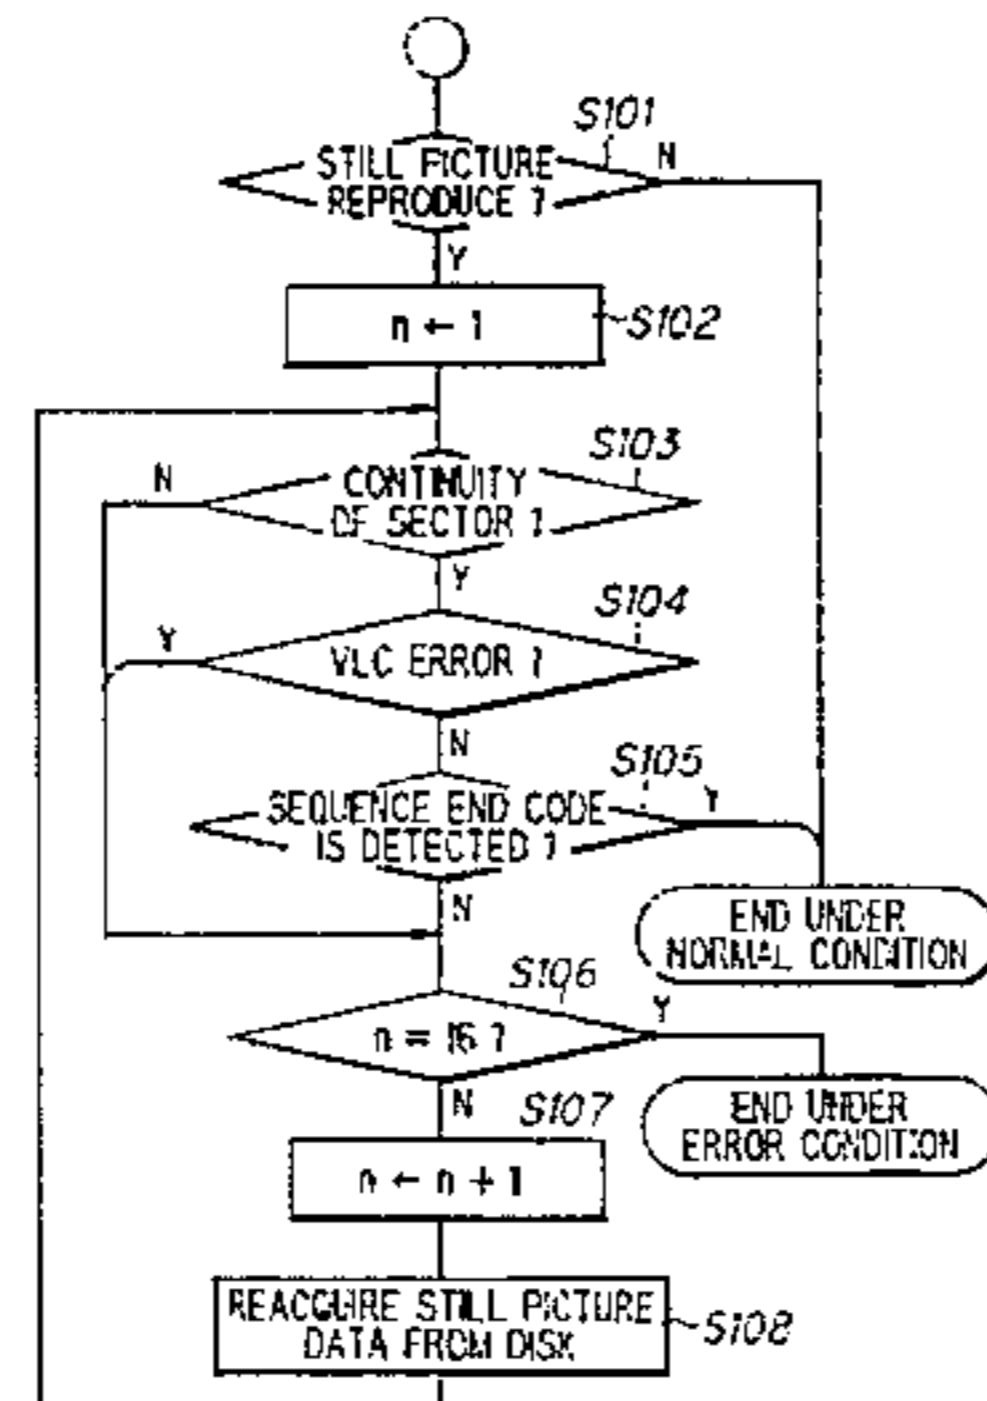 S101
STILL PICTURE
REPRODUCE ?
N
Y
n ← 1
S102
S103
N
CONTINUITY
OF SECTOR ?
Y
S104
Y
VLC ERROR ?
N
S105
SEQUENCE END CODE
IS DETECTED ?
Y
N
END UNDER
NORMAL CONDITION
S106
n = 16 ?
Y
N
END UNDER
ERROR CONDITION
S107
n ← n + 1
REACQUIRE STILL PICTURE
DATA FROM DISK
S108